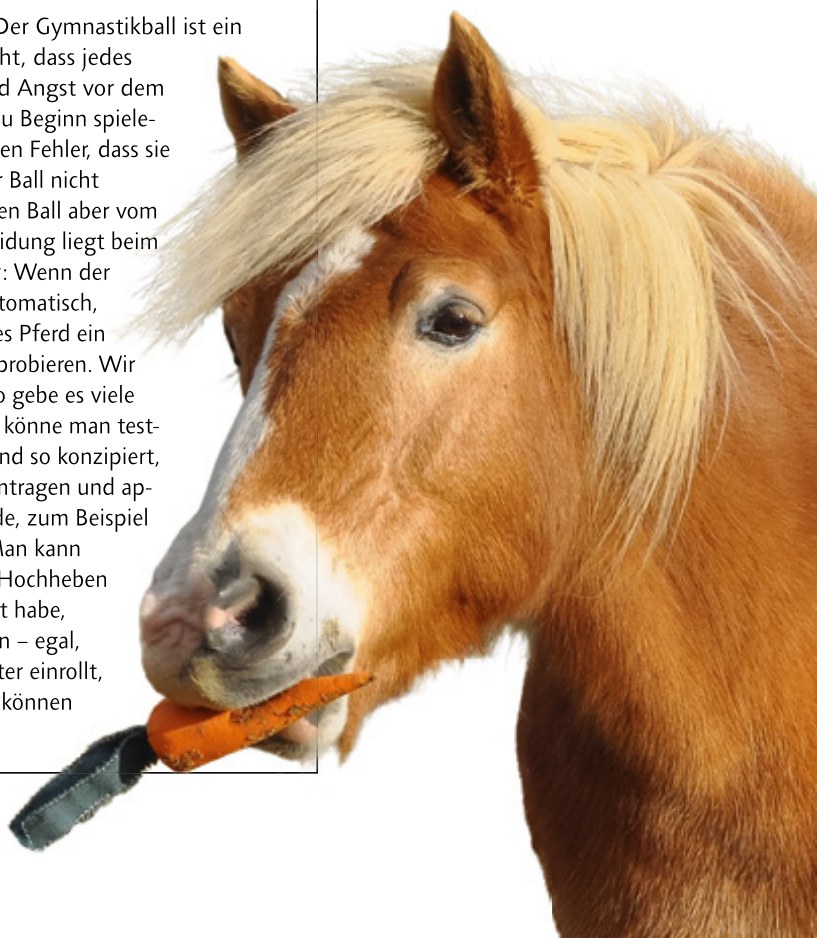 Der Gymnastikball ist ein
ht, dass jedes
d Angst vor dem
u Beginn spiele-
en Fehler, dass sie
r Ball nicht
en Ball aber vom
idung liegt beim
: Wenn der
tomatisch,
es Pferd ein
probieren. Wir
o gebe es viele
könne man test-
nd so konzipiert,
ntragen und ap-
de, zum Beispiel
Man kann
Hochheben
t habe,
n – egal,
ter einrollt,
können